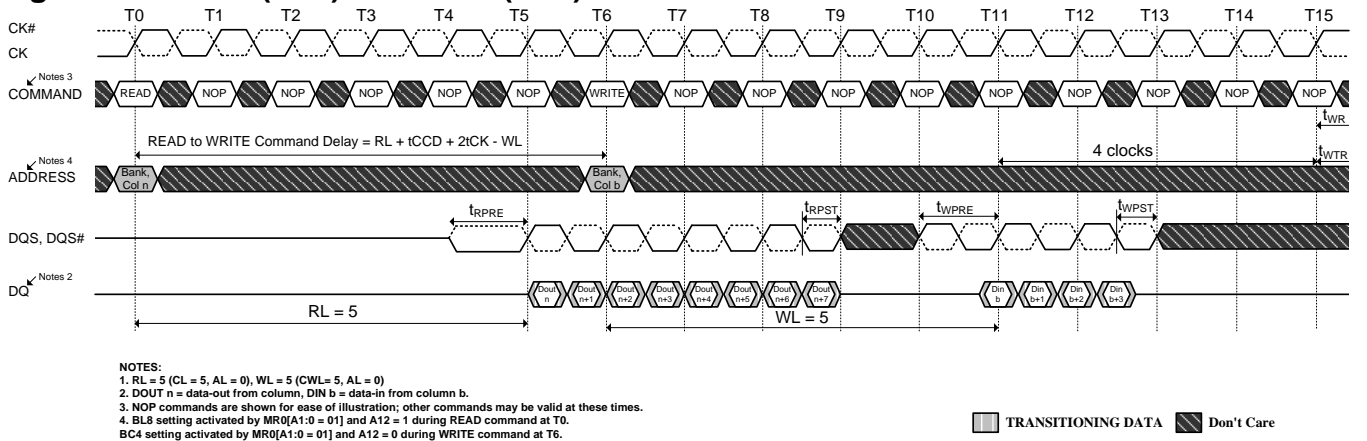 T0 T1 T2 T3 T4 T5 T6 T7 T8 T9 T10 T11 T12 T13 T14 T15
CK#
CK
Notes 3
COMMAND
READ NOP NOP NOP NOP NOP WRITE NOP NOP NOP NOP NOP NOP NOP NOP NOP
tWR
READ to WRITE Command Delay = RL + tCCD + 2tCK - WL
4 clocks
tWTR
Notes 4
ADDRESS
Bank, Col n
Bank, Col b
tRPRE tRPST tWPRE tWPST
DQS, DQS#
Notes 2
DQ
Dout n Dout n+1 Dout n+2 Dout n+3 Dout n+4 Dout n+5 Dout n+6 Dout n+7 Din b Din b+1 Din b+2 Din b+3
RL = 5
WL = 5
NOTES:
1. RL = 5 (CL = 5, AL = 0), WL = 5 (CWL= 5, AL = 0)
2. DOUT n = data-out from column, DIN b = data-in from column b.
3. NOP commands are shown for ease of illustration; other commands may be valid at these times.
4. BL8 setting activated by MR0[A1:0 = 01] and A12 = 1 during READ command at T0.
BC4 setting activated by MR0[A1:0 = 01] and A12 = 0 during WRITE command at T6.
TRANSITIONING DATA
Don't Care